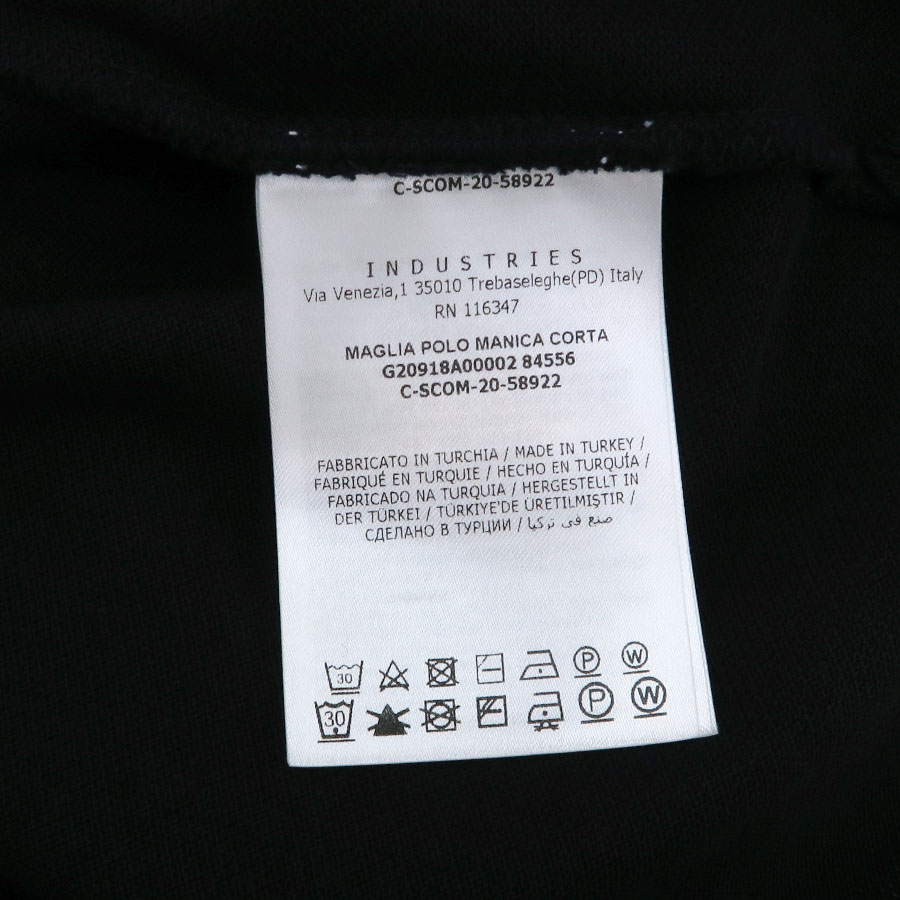 C-SCOM-20-58922
INDUSTRIES
Via Venezia,1 35010 Trebaseleghe(PD) Italy
RN 116347
MAGLIA POLO MANICA CORTA
G20918A00002 84556
C-SCOM-20-58922
FABBRICATO IN TURCHIA / MADE IN TURKEY /
FABRIQUÉ EN TURQUIE / HECHO EN TURQUÍA /
FABRICADO NA TURQUIA / HERGESTELLT IN
DER TÜRKEI / TÜRKIYE'DE ÜRETILMIŞTIR /
СДЕЛАНО В ТУРЦИИ / صنع في تركيا
30 P W
30 P W